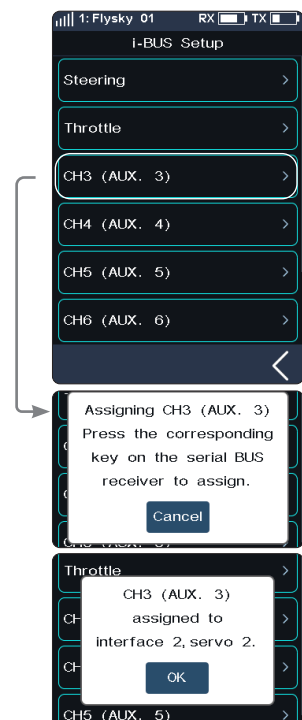 1: Flysky 01 RX TX
i-BUS Setup
Steering
Throttle
CH3 (AUX. 3)
CH4 (AUX. 4)
CH5 (AUX. 5)
CH6 (AUX. 6)
Assigning CH3 (AUX. 3)
Press the corresponding
key on the serial BUS
receiver to assign.
Cancel
Throttle
CH3 (AUX. 3)
CH
assigned to
interface 2, servo 2.
CH
OK
CH5 (AUX. 5)